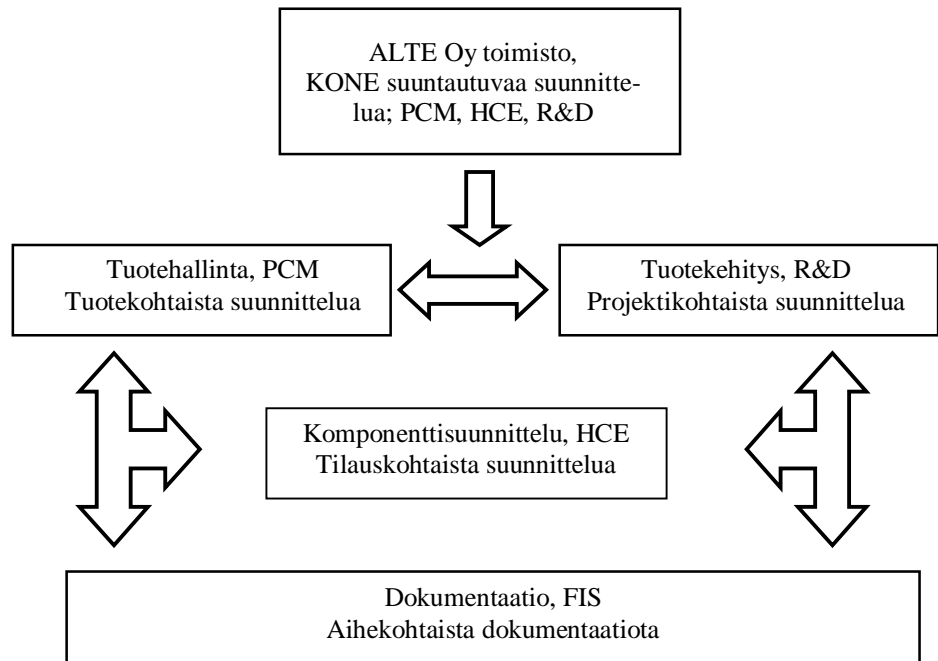 ALTE Oy toimisto,
KONE suuntautuvaa suunnitte-
lua; PCM, HCE, R&D
Tuotehallinta, PCM
Tuotekohtaista suunnittelua
Tuotekehitys, R&D
Projektikohtaista suunnittelua
Komponenttisuunnittelu, HCE
Tilauskohtaista suunnittelua
Dokumentaatio, FIS
Aihekohtaista dokumentaatiota